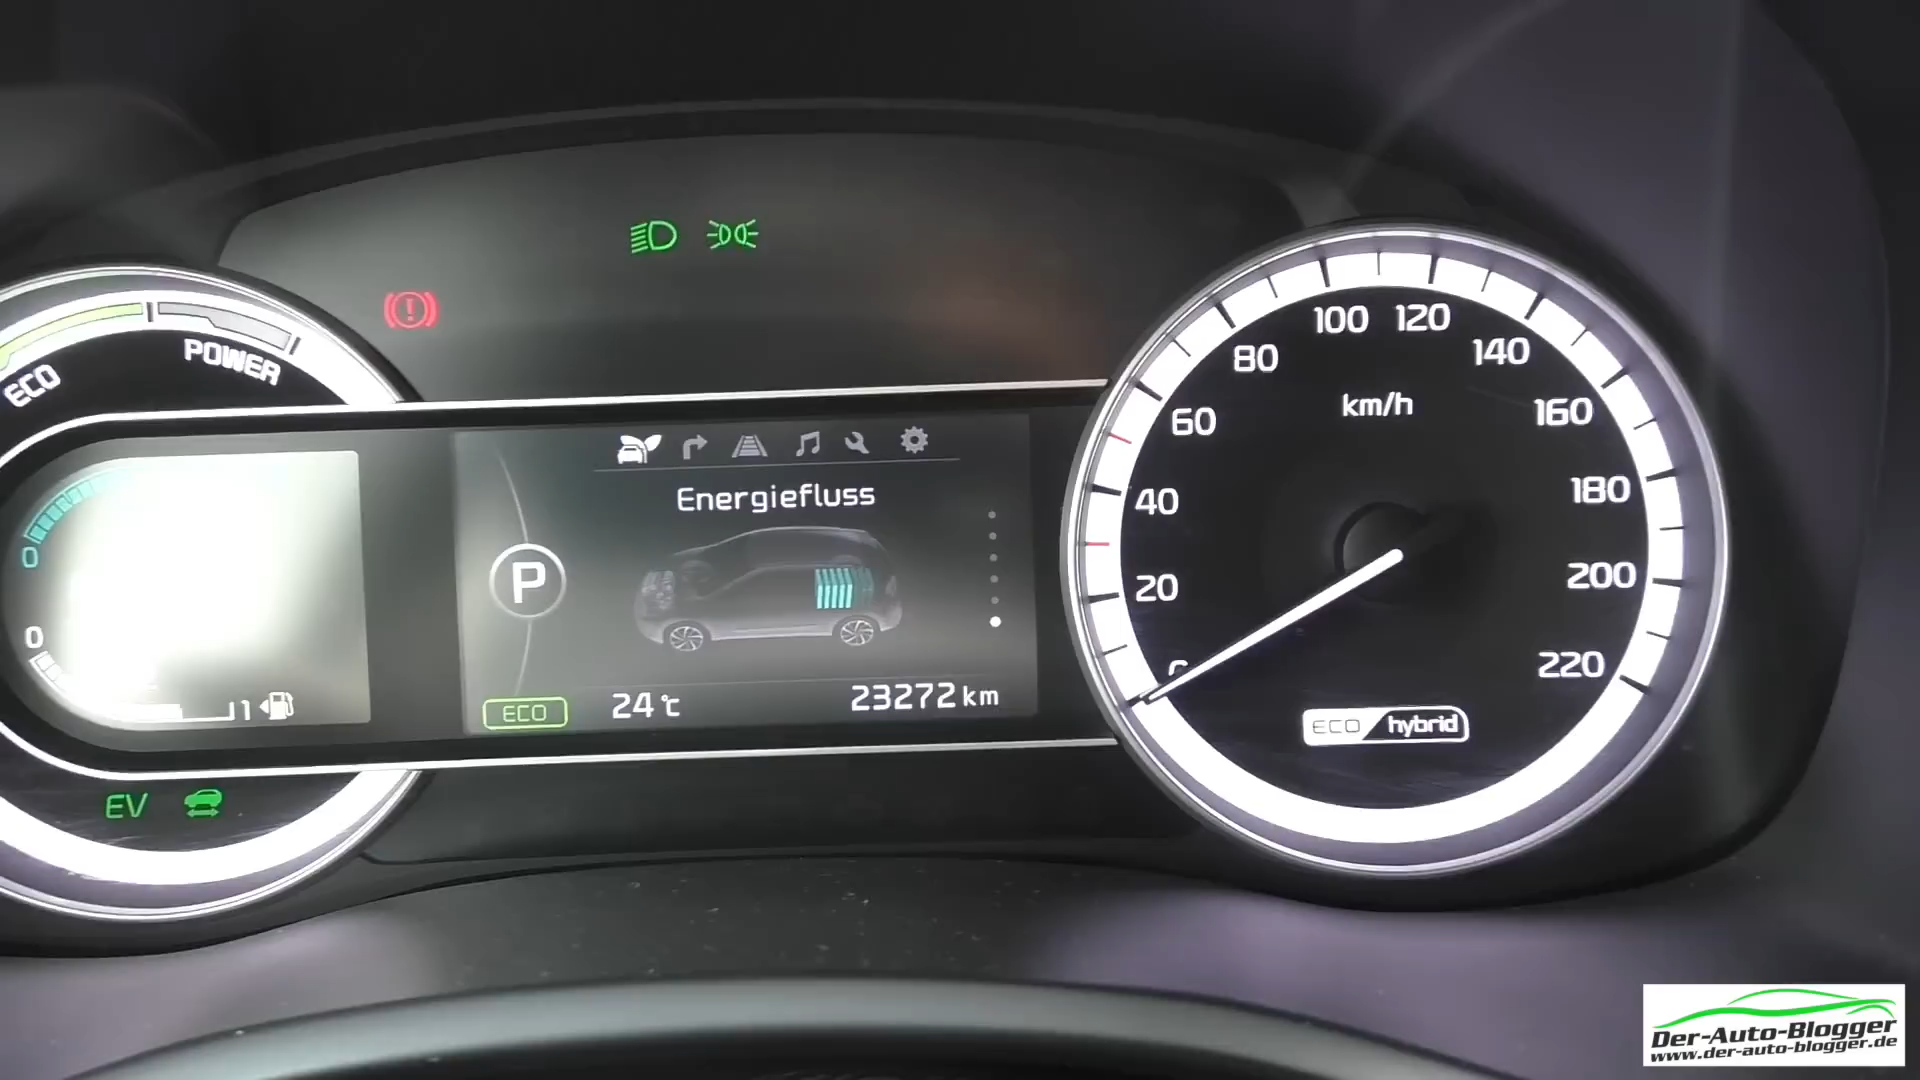 ECO
POWER
0
0
1
EV
Energiefluss
P
ECO
24°C
23272 km
0
20
40
60
80
100
120
140
160
180
200
220
km/h
ECO hybrid
Der-Auto-Blogger
www.der-auto-blogger.de